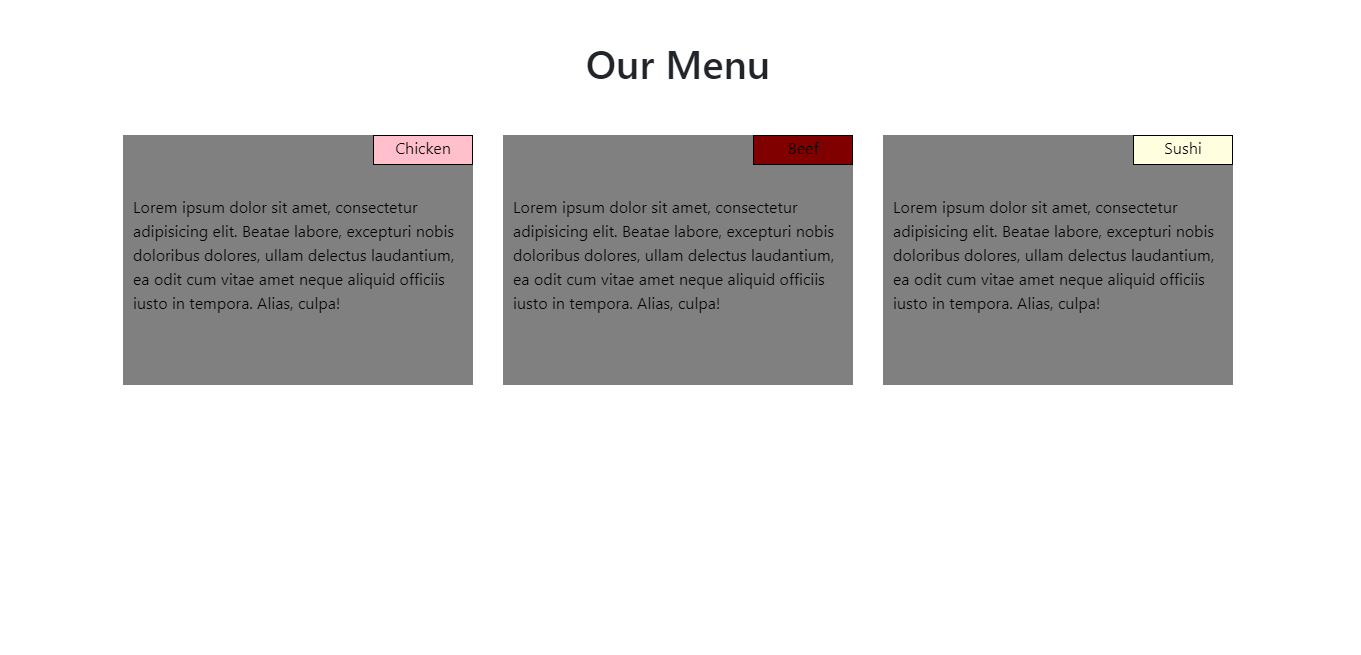 Our Menu
Chicken
Lorem ipsum dolor sit amet, consectetur
adipisicing elit. Beatae labore, excepturi nobis
doloribus dolores, ullam delectus laudantium,
ea odit cum vitae amet neque aliquid officiis
iusto in tempora. Alias, culpa!
Beef
Lorem ipsum dolor sit amet, consectetur
adipisicing elit. Beatae labore, excepturi nobis
doloribus dolores, ullam delectus laudantium,
ea odit cum vitae amet neque aliquid officiis
iusto in tempora. Alias, culpa!
Sushi
Lorem ipsum dolor sit amet, consectetur
adipisicing elit. Beatae labore, excepturi nobis
doloribus dolores, ullam delectus laudantium,
ea odit cum vitae amet neque aliquid officiis
iusto in tempora. Alias, culpa!